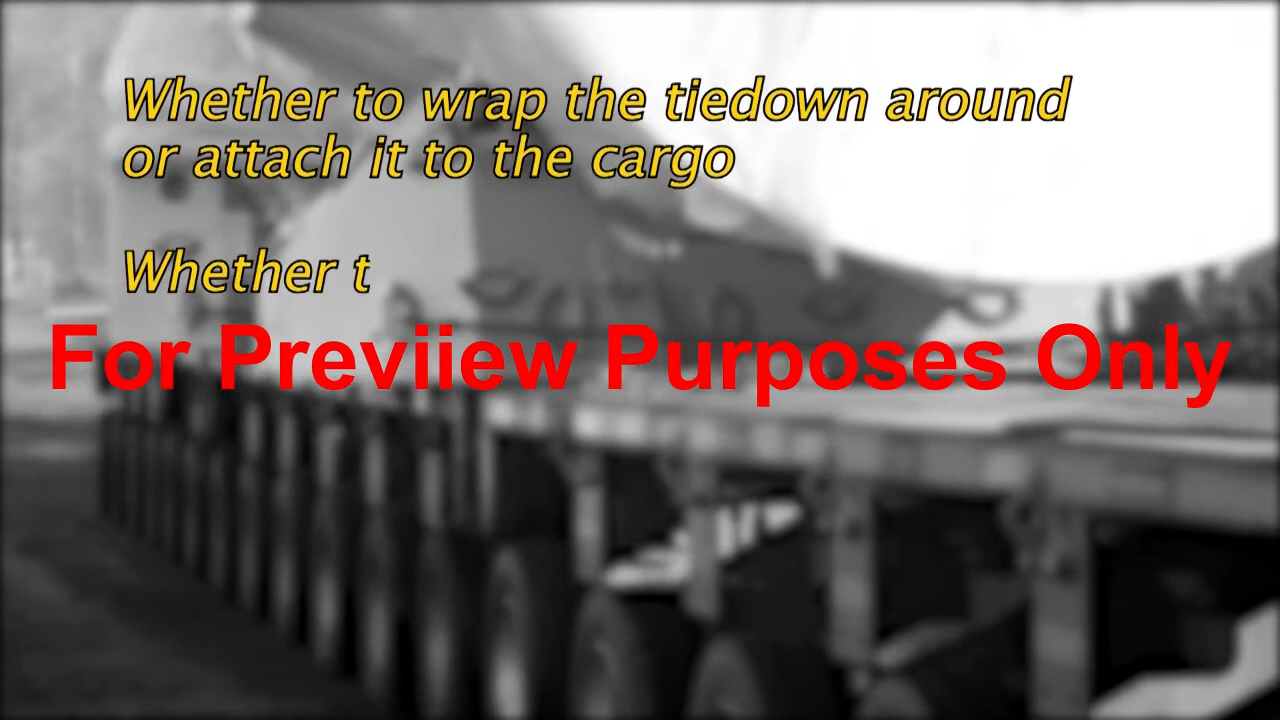 Whether to wrap the tiedown around
or attach it to the cargo
Whether t
For Previiew Purposes Only